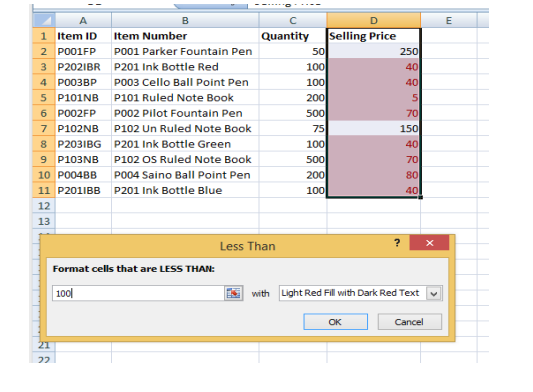 Selling Price
A B C D E
1 Item ID Item Number Quantity Selling Price
2 P001FP P001 Parker Fountain Pen 50 250
3 P202IBR P201 Ink Bottle Red 100 40
4 P003BP P003 Cello Ball Point Pen 100 40
5 P101NB P101 Ruled Note Book 200 5
6 P002FP P002 Pilot Fountain Pen 500 70
7 P102NB P102 Un Ruled Note Book 75 150
8 P203IBG P201 Ink Bottle Green 100 40
9 P103NB P102 OS Ruled Note Book 500 70
10 P004BB P004 Saino Ball Point Pen 200 80
11 P201IBB P201 Ink Bottle Blue 100 40
12
13
Less Than ? ×
Format cells that are LESS THAN:
100 with Light Red Fill with Dark Red Text
OK Cancel
21
22